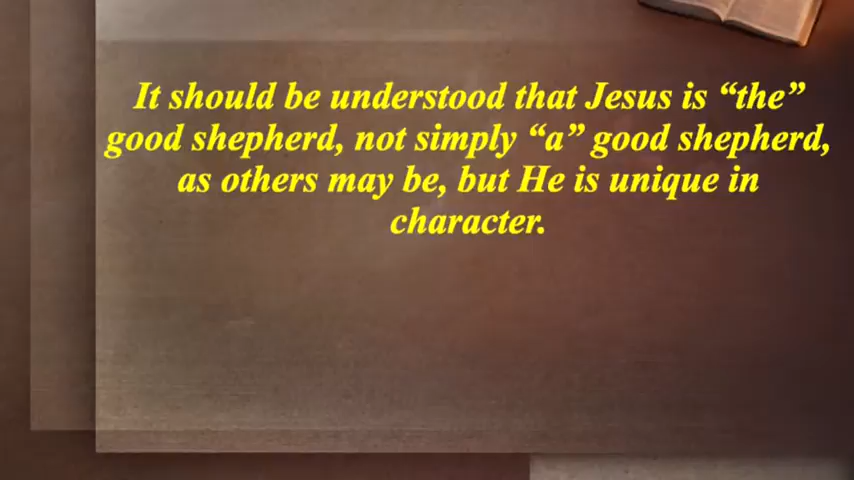 It should be understood that Jesus is “the”
good shepherd, not simply “a” good shepherd,
as others may be, but He is unique in
character.